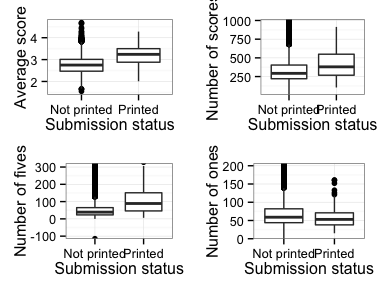 Average score
4
3
2
Not printed Printed
Submission status
Number of scores
1000
750
500
250
Not printed Printed
Submission status
Number of fives
300
200
100
0
-100
Not printed Printed
Submission status
Number of ones
200
150
100
50
0
Not printed Printed
Submission status